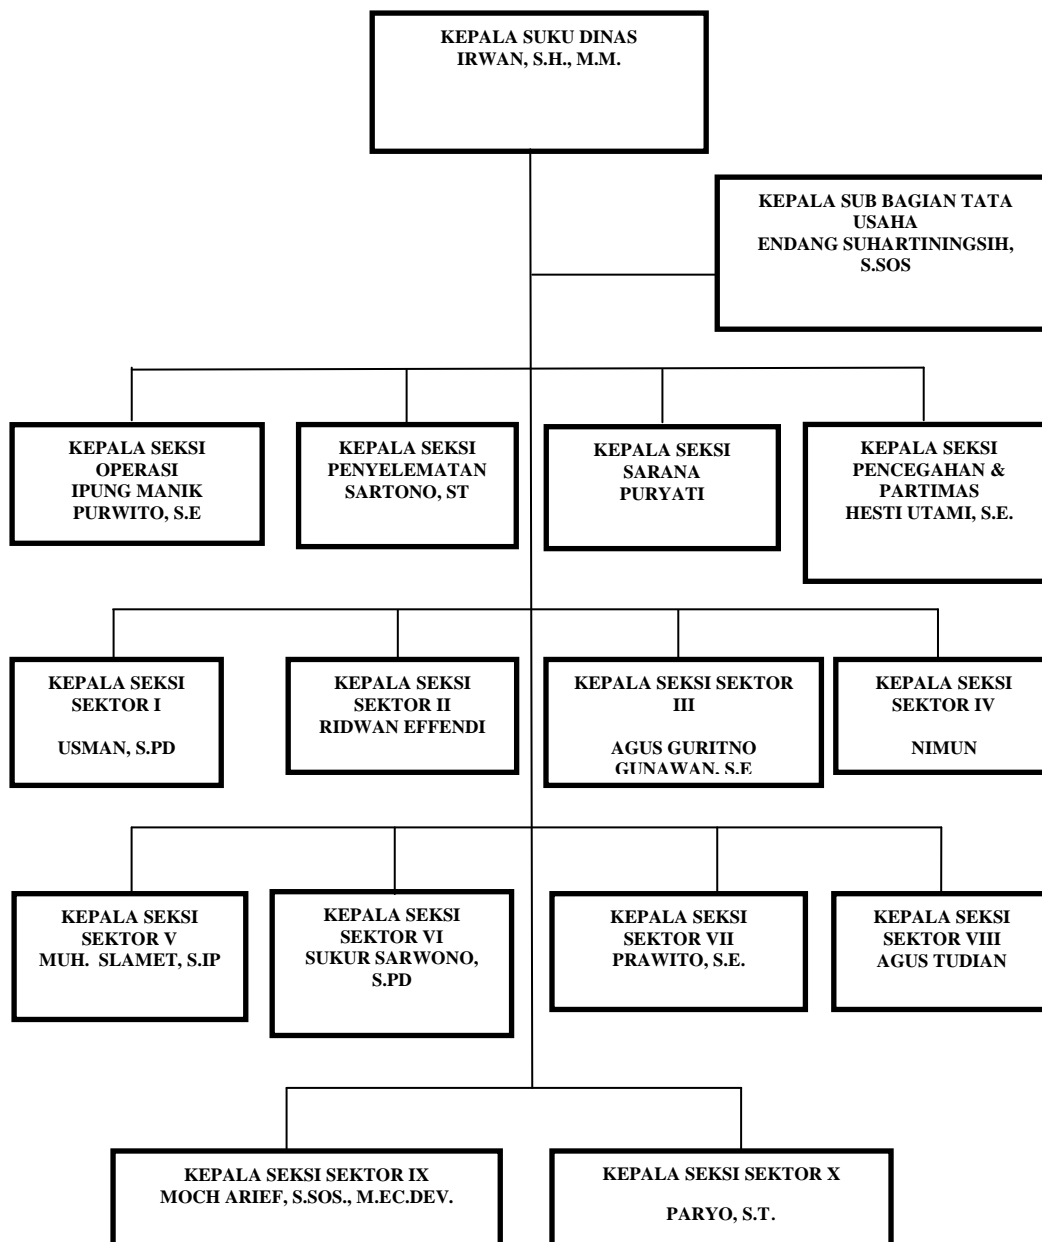 KEPALA SUKU DINAS
IRWAN, S.H., M.M.
KEPALA SUB BAGIAN TATA
USAHA
ENDANG SUHARTININGSIH,
S.SOS
KEPALA SEKSI
OPERASI
IPUNG MANIK
PURWITO, S.E
KEPALA SEKSI
PENYELEMATAN
SARTONO, ST
KEPALA SEKSI
SARANA
PURYATI
KEPALA SEKSI
PENCEGAHAN &
PARTIMAS
HESTI UTAMI, S.E.
KEPALA SEKSI
SEKTOR I
USMAN, S.PD
KEPALA SEKSI
SEKTOR II
RIDWAN EFFENDI
KEPALA SEKSI SEKTOR
III
AGUS GURITNO
GUNAWAN, S.E
KEPALA SEKSI
SEKTOR IV
NIMUN
KEPALA SEKSI
SEKTOR V
MUH. SLAMET, S.IP
KEPALA SEKSI
SEKTOR VI
SUKUR SARWONO,
S.PD
KEPALA SEKSI
SEKTOR VII
PRAWITO, S.E.
KEPALA SEKSI
SEKTOR VIII
AGUS TUDIAN
KEPALA SEKSI SEKTOR IX
MOCH ARIEF, S.SOS., M.EC.DEV.
KEPALA SEKSI SEKTOR X
PARYO, S.T.